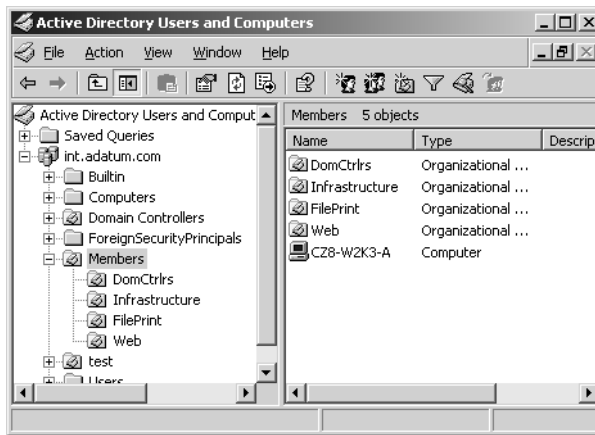 Active Directory Users and Computers
File Action View Window Help
Active Directory Users and Comput
Saved Queries
int.adatum.com
Builtin
Computers
Domain Controllers
ForeignSecurityPrincipals
Members
DomCtrlrs
Infrastructure
FilePrint
Web
test
Users
Members 5 objects
Name Type Descrip
DomCtrlrs Organizational ...
Infrastructure Organizational ...
FilePrint Organizational ...
Web Organizational ...
CZ8-W2K3-A Computer